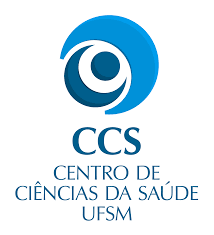 CCS
CENTRO DE
CIÊNCIAS DA SAÚDE
UFSM